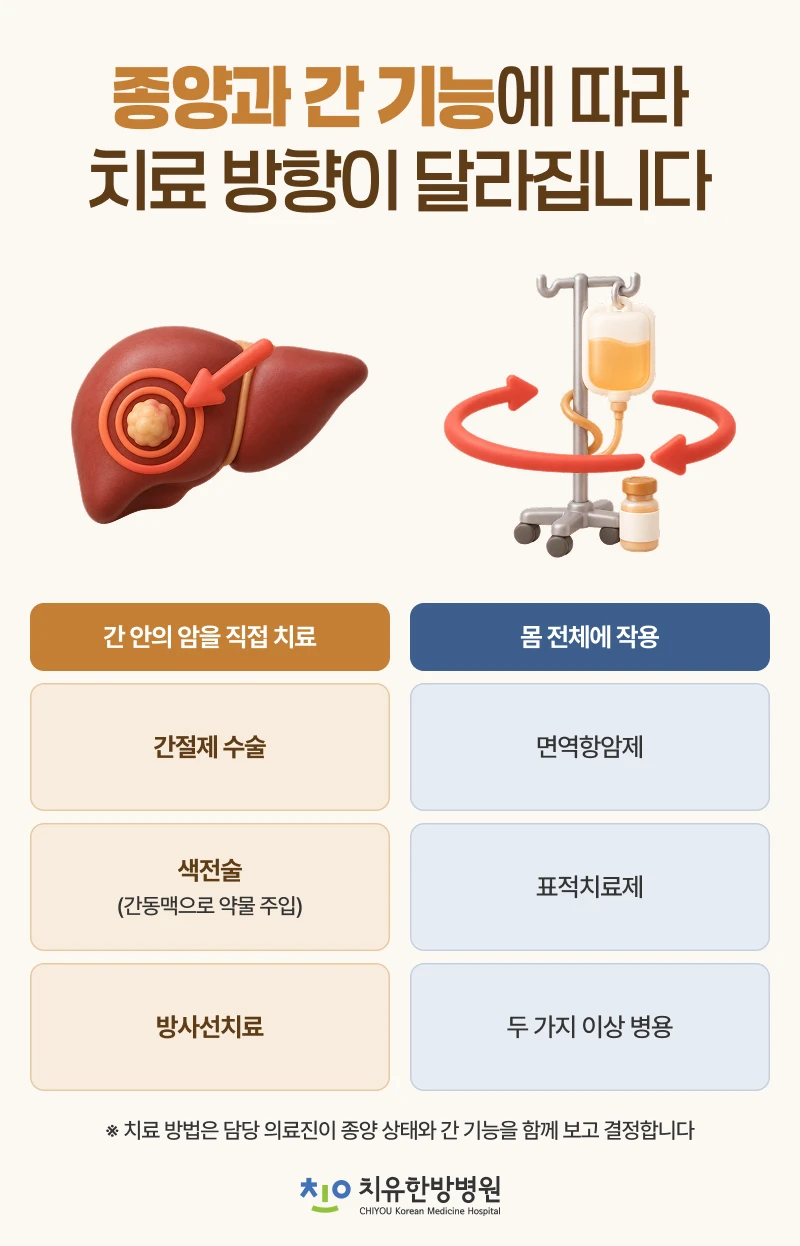 종양과 간 기능에 따라
치료 방향이 달라집니다
간 안의 암을 직접 치료
몸 전체에 작용
간절제 수술
면역항암제
색전술
(간동맥으로 약물 주입)
표적치료제
방사선치료
두 가지 이상 병용
※ 치료 방법은 담당 의료진이 종양 상태와 간 기능을 함께 보고 결정합니다
치유한방병원
CHIYOU Korean Medicine Hospital